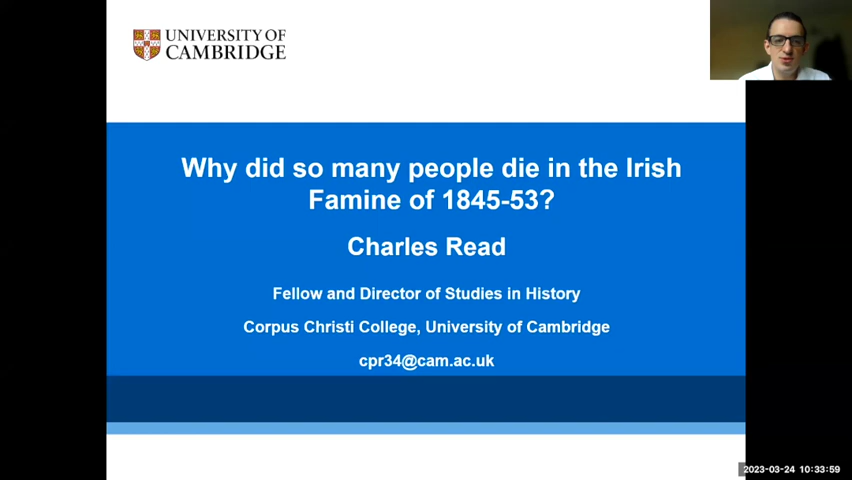 UNIVERSITY OF
CAMBRIDGE
Why did so many people die in the Irish
Famine of 1845-53?
Charles Read
Fellow and Director of Studies in History
Corpus Christi College, University of Cambridge
cpr34@cam.ac.uk
2023-03-24 10:33:59